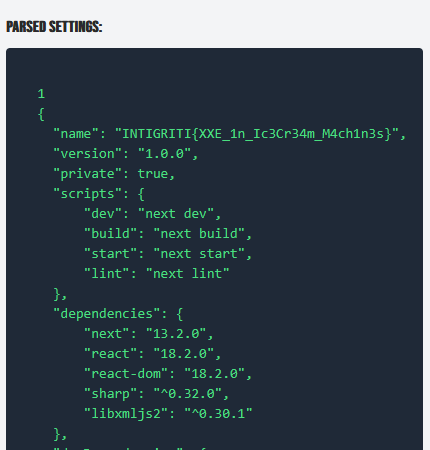 PARSED SETTINGS:
1
{
  "name": "INTIGRITI{XXE_1n_Ic3Cr34m_M4ch1n3s}",
  "version": "1.0.0",
  "private": true,
  "scripts": {
      "dev": "next dev",
      "build": "next build",
      "start": "next start",
      "lint": "next lint"
  },
  "dependencies": {
      "next": "13.2.0",
      "react": "18.2.0",
      "react-dom": "18.2.0",
      "sharp": "^0.32.0",
      "libxmljs2": "^0.30.1"
  },